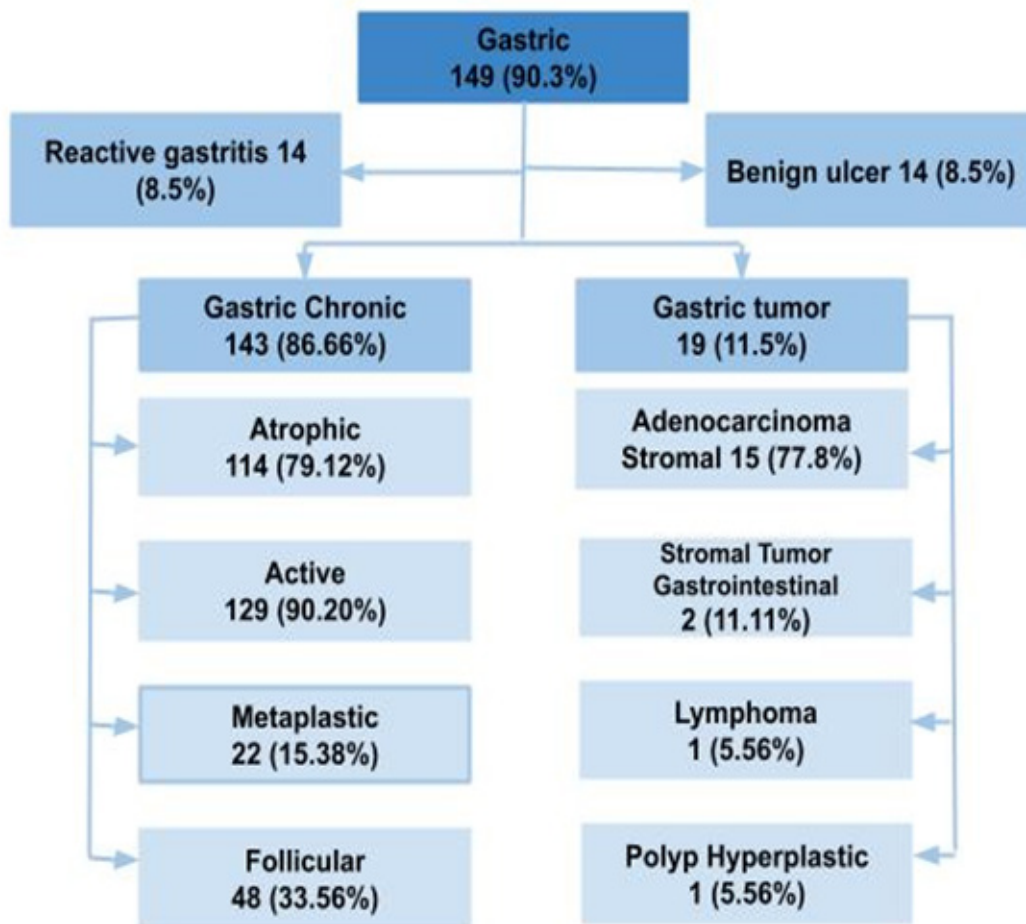 Gastric
149 (90.3%)
Reactive gastritis 14
(8.5%)
Benign ulcer 14 (8.5%)
Gastric Chronic
143 (86.66%)
Gastric tumor
19 (11.5%)
Atrophic
114 (79.12%)
Adenocarcinoma
Stromal 15 (77.8%)
Active
129 (90.20%)
Stromal Tumor
Gastrointestinal
2 (11.11%)
Metaplastic
22 (15.38%)
Lymphoma
1 (5.56%)
Follicular
48 (33.56%)
Polyp Hyperplastic
1 (5.56%)